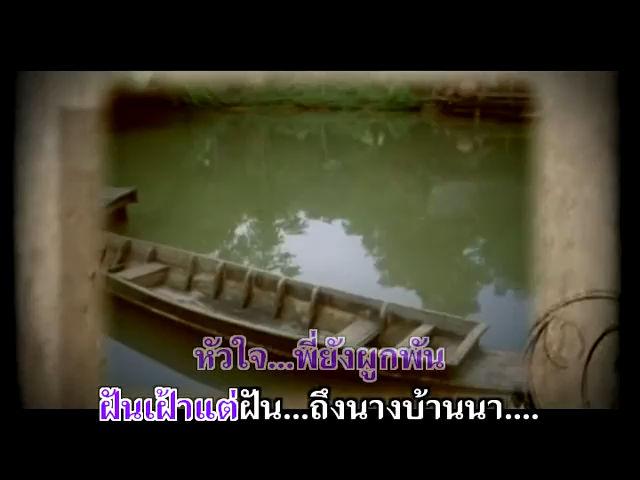 หัวใจ...พี่ยังผูกพัน
ฝันเฝ้าแต่ฝัน...ถึงนางบ้านนา....